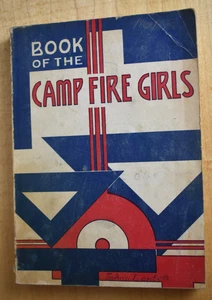 BOOK
OF THE
CAMP FIRE GIRLS